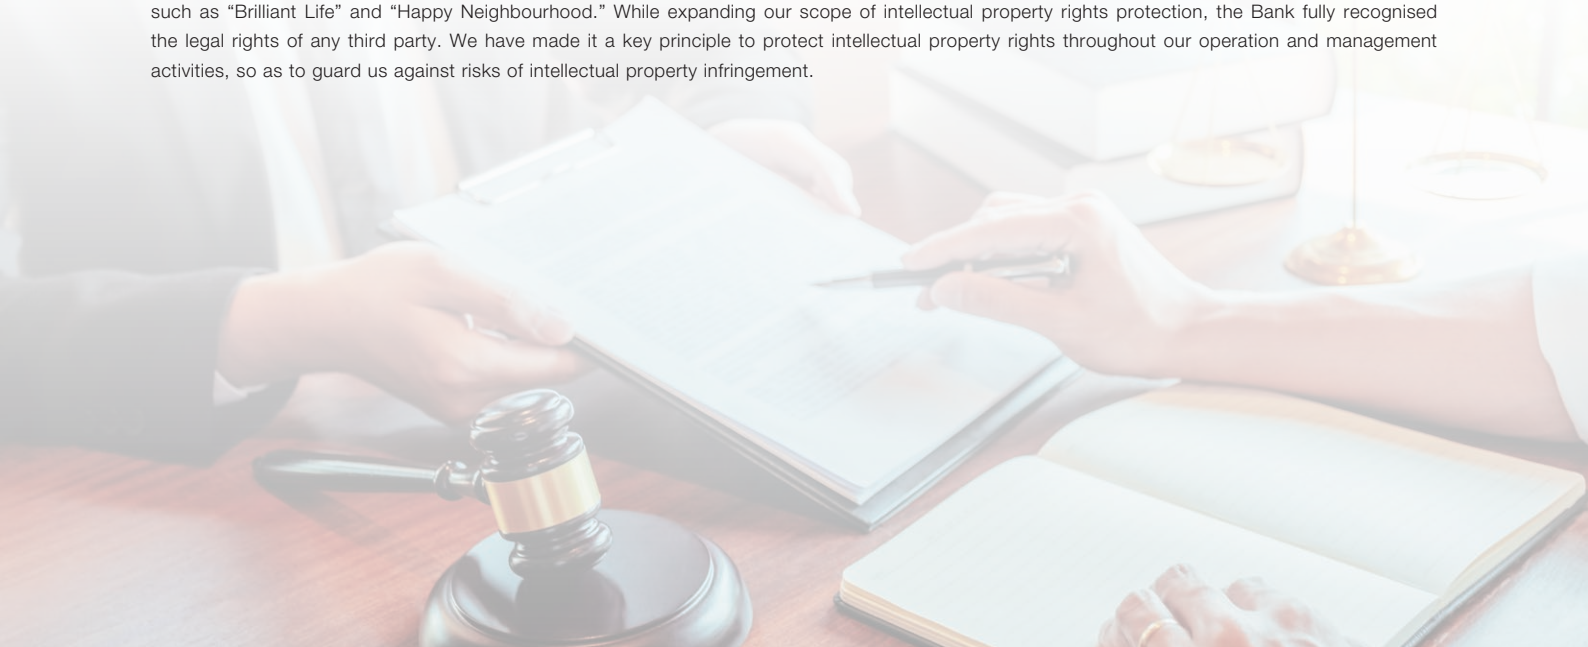 such as “Brilliant Life” and “Happy Neighbourhood.” While expanding our scope of intellectual property rights protection, the Bank fully recognised
the legal rights of any third party. We have made it a key principle to protect intellectual property rights throughout our operation and management
activities, so as to guard us against risks of intellectual property infringement.